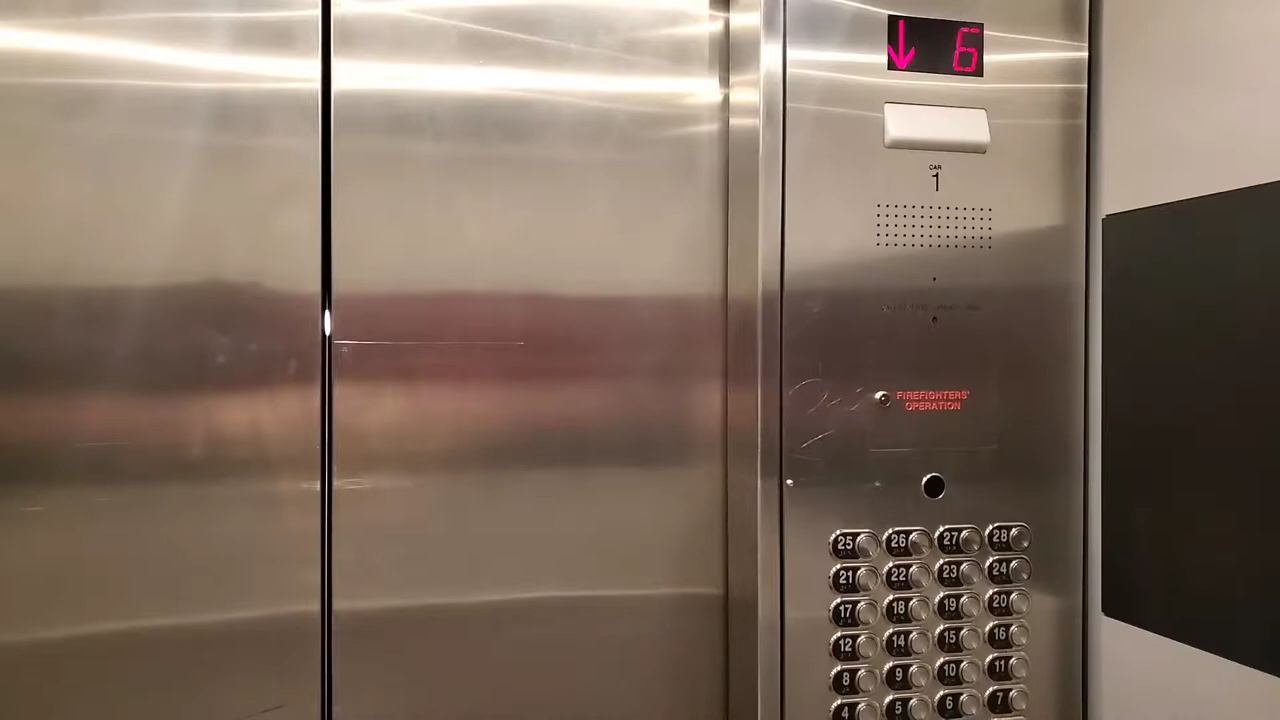 ↓ 6
CAR
1
FIREFIGHTERS'
OPERATION
25 26 27 28
21 22 23 24
17 18 19 20
12 14 15 16
8 9 10 11
4 5 6 7